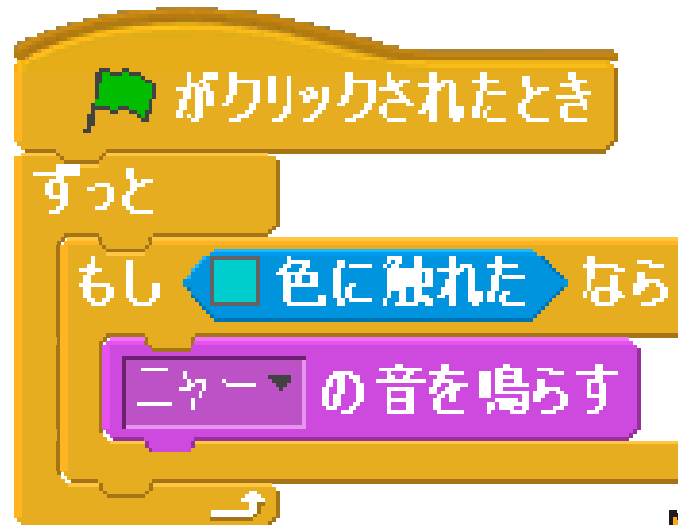 がクリックされたとき
ずっと
もし 色に触れた なら
ニャー の音を鳴らす